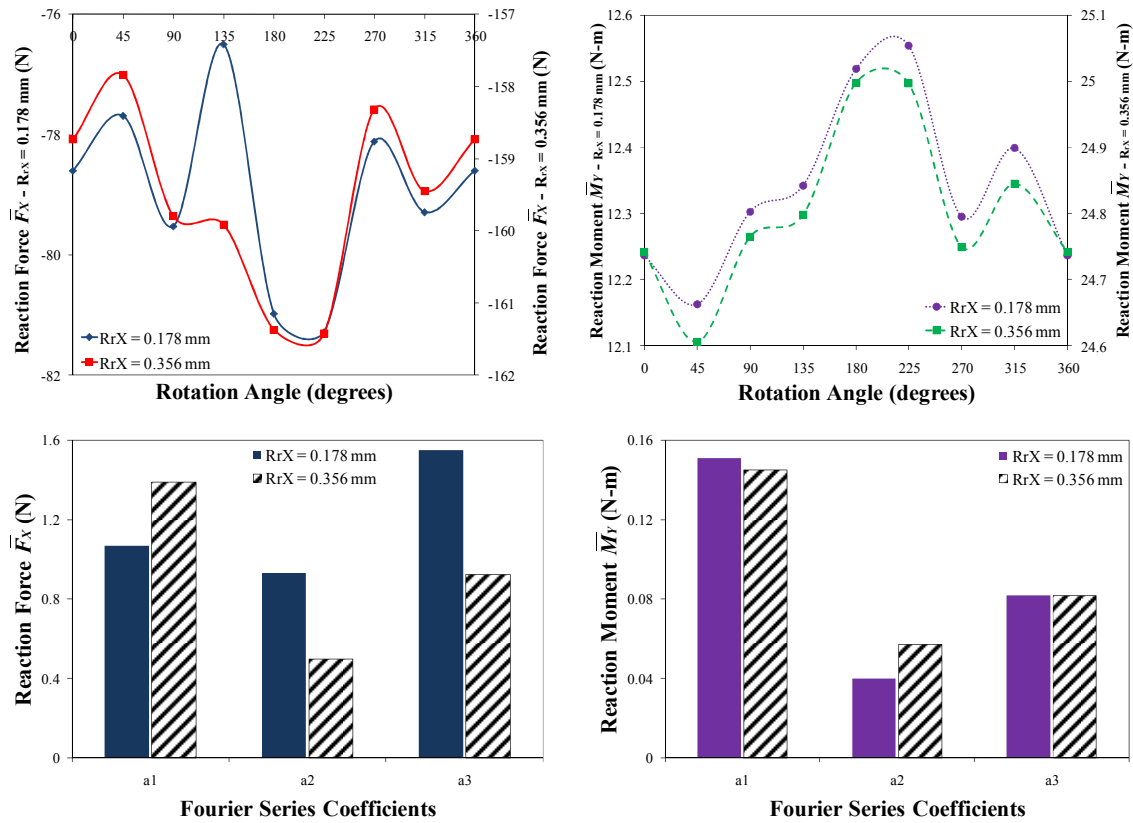 -76
-78
-80
-82
0 45 90 135 180 225 270 315 360
-157
-158
-159
-160
-161
-162
Reaction Force F̅X - RrX = 0.178 mm (N)
Reaction Force F̅X - RrX = 0.356 mm (N)
RrX = 0.178 mm
RrX = 0.356 mm
Rotation Angle (degrees)
12.6
12.5
12.4
12.3
12.2
12.1
0 45 90 135 180 225 270 315 360
25.1
25
24.9
24.8
24.7
24.6
Reaction Moment M̅Y - RrX = 0.178 mm (N-m)
Reaction Moment M̅Y - RrX = 0.356 mm (N-m)
RrX = 0.178 mm
RrX = 0.356 mm
Rotation Angle (degrees)
1.6
1.2
0.8
0.4
0
Reaction Force F̅X (N)
RrX = 0.178 mm
RrX = 0.356 mm
a1 a2 a3
Fourier Series Coefficients
0.16
0.12
0.08
0.04
0
Reaction Moment M̅Y (N-m)
RrX = 0.178 mm
RrX = 0.356 mm
a1 a2 a3
Fourier Series Coefficients